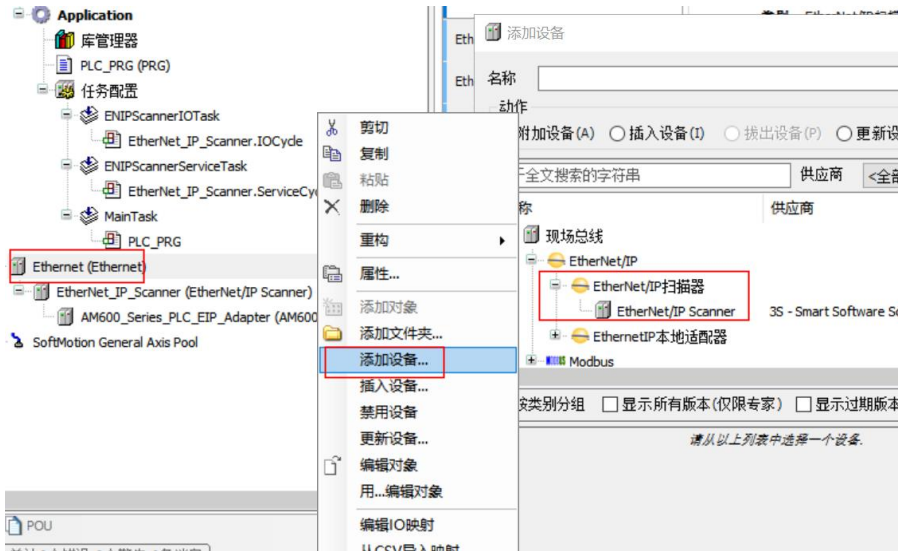 Application
库管理器
PLC_PRG (PRG)
任务配置
ENIPScannerIOTask
EtherNet_IP_Scanner.IOCycle
ENIPScannerServiceTask
EtherNet_IP_Scanner.ServiceCy
MainTask
PLC_PRG
Ethernet (Ethernet)
EtherNet_IP_Scanner (EtherNet/IP Scanner)
AM600_Series_PLC_EIP_Adapter (AM600
SoftMotion General Axis Pool
POU
剪切
复制
粘贴
删除
重构
属性...
添加对象
添加文件夹...
添加设备...
插入设备...
禁用设备
更新设备...
编辑对象
用...编辑对象
编辑IO映射
从CSV导入映射
Eth
Eth
添加设备
名称
动作
附加设备(A) 插入设备(I) 拔出设备(P) 更新设
于全文搜索的字符串 供应商 <全部
称 供应商
现场总线
EtherNet/IP
EtherNet/IP扫描器
EtherNet/IP Scanner 3S - Smart Software So
EthernetIP本地适配器
Modbus
按类别分组 显示所有版本(仅限专家) 显示过期版本
请从以上列表中选择一个设备.